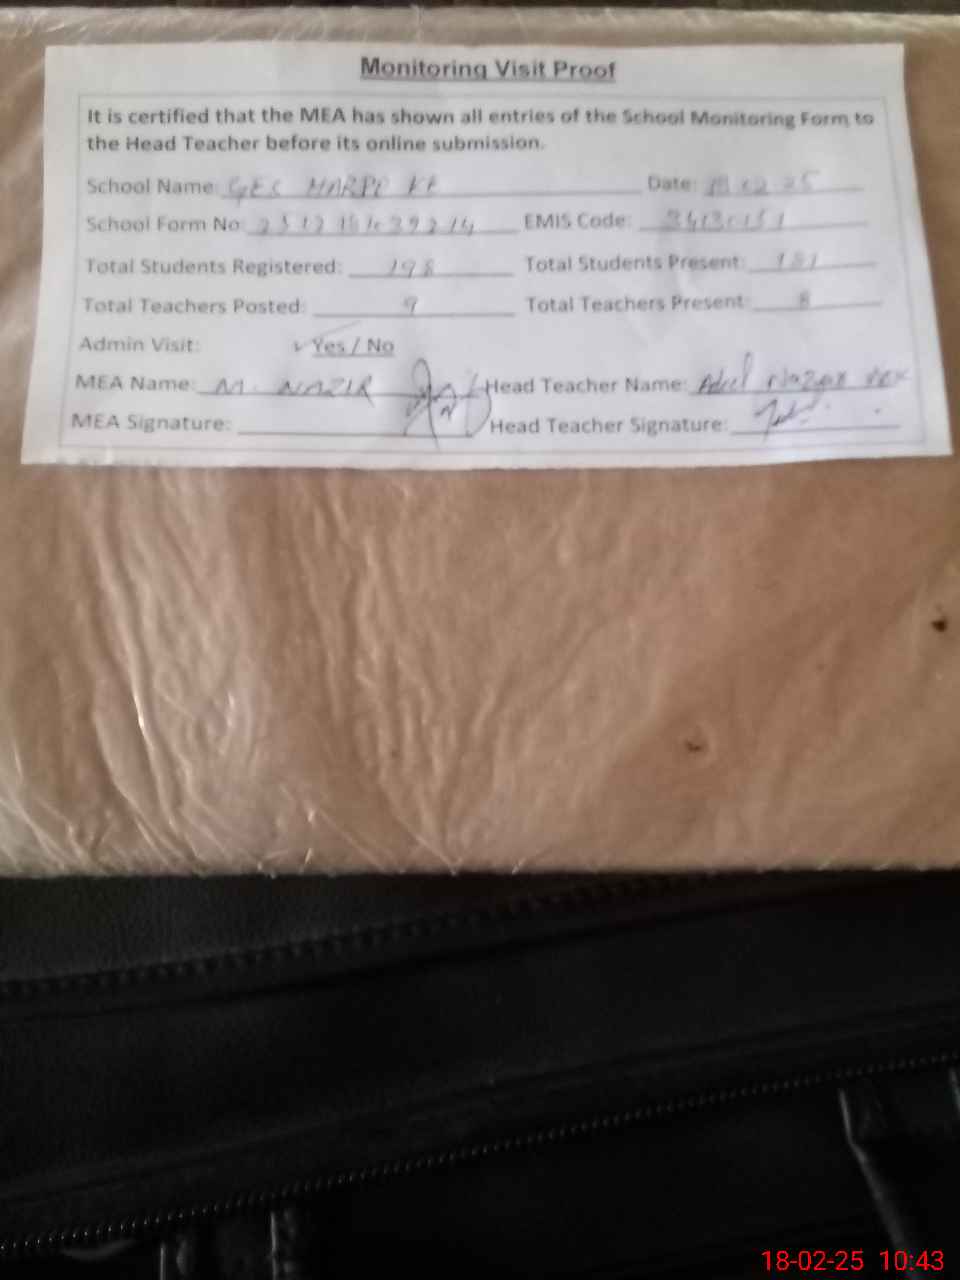 Monitoring Visit Proof
It is certified that the MEA has shown all entries of the School Monitoring Form to
the Head Teacher before its online submission.
School Name: GES Date:
School Form No: EMIS Code:
Total Students Registered: 198 Total Students Present: 181
Total Teachers Posted: 9 Total Teachers Present: 8
Admin Visit: ✓ Yes / No
MEA Name: M. NAZIR Head Teacher Name:
MEA Signature: Head Teacher Signature:
18-02-25 10:43